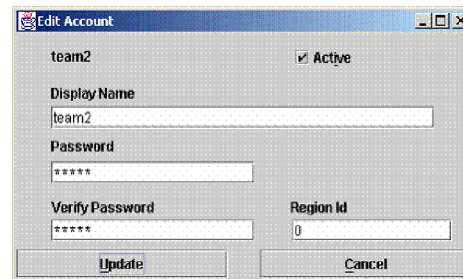 Edit Account
team2 Active
Display Name
team2
Password
*****
Verify Password Region Id
***** 0
Update Cancel